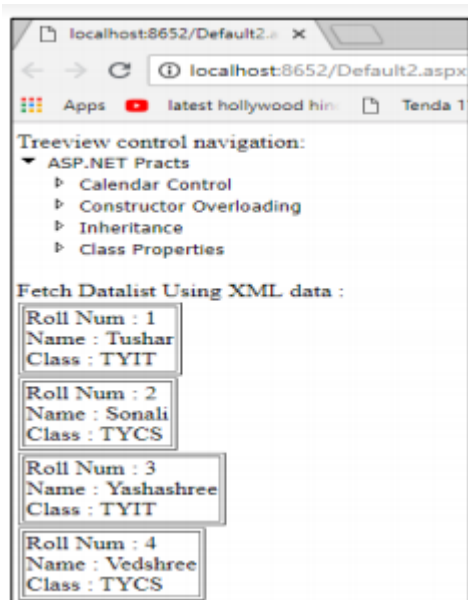 localhost:8652/Default2.a
localhost:8652/Default2.aspx
Apps latest hollywood hin Tenda 1
Treeview control navigation:
ASP.NET Practs
Calendar Control
Constructor Overloading
Inheritance
Class Properties
Fetch Datalist Using XML data :
Roll Num : 1
Name : Tushar
Class : TYIT
Roll Num : 2
Name : Sonali
Class : TYCS
Roll Num : 3
Name : Yashashree
Class : TYIT
Roll Num : 4
Name : Vedshree
Class : TYCS